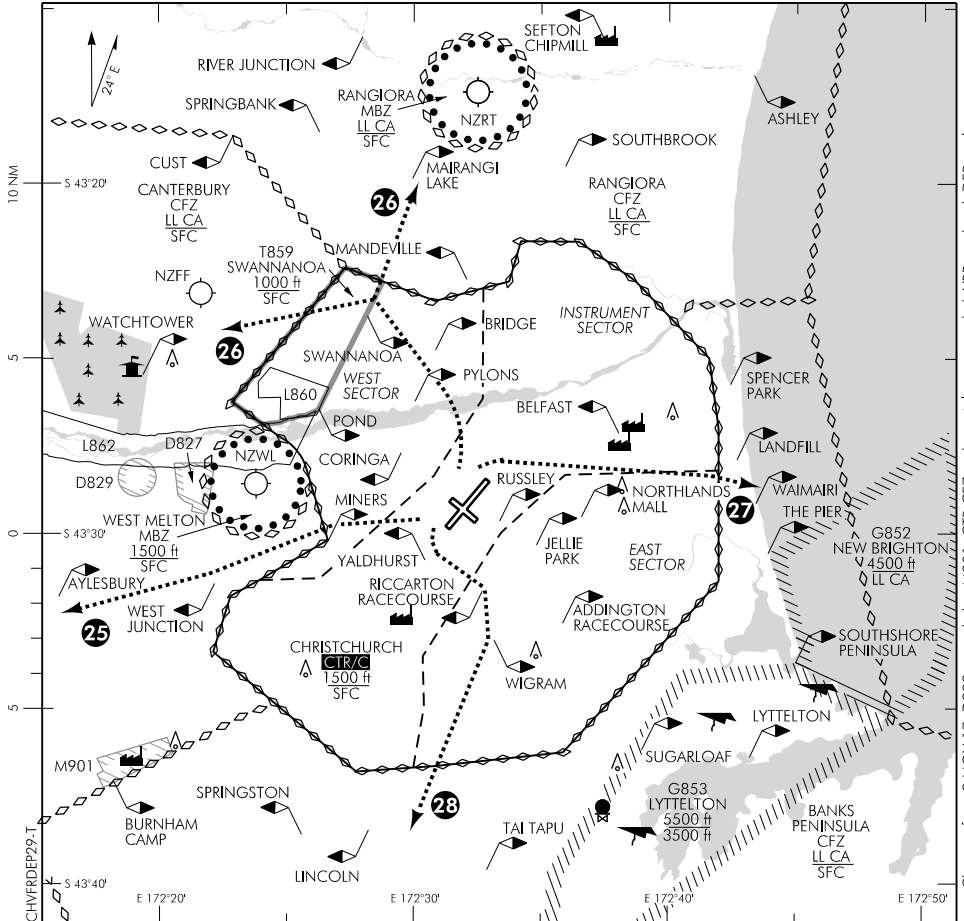 SEFTON
CHIPMILL
24° E
RIVER JUNCTION
SPRINGBANK
RANGIORA
MBZ
LL CA
SFC
NZRT
ASHLEY
SOUTHBROOK
CUST
MAIRANGI
LAKE
10 NM
S 43°20'
CANTERBURY
CFZ
LL CA
SFC
26
RANGIORA
CFZ
LL CA
SFC
T859
SWANNANOA
1000 ft
SFC
MANDEVILLE
NZFF
WATCHTOWER
26
BRIDGE
INSTRUMENT
SECTOR
SWANNANOA
5
WEST
SECTOR
PYLONS
SPENCER
PARK
L860
BELFAST
POND
L862
D827
NZWL
CORINGA
LANDFILL
D829
RUSSLEY
NORTHLANDS
MALL
WAIMAIRI
MINERS
27
THE PIER
WEST MELTON
MBZ
1500 ft
SFC
0
S 43°30'
YALDHURST
JELLIE
PARK
EAST
SECTOR
G852
NEW BRIGHTON
4500 ft
LL CA
AYLESBURY
RICCARTON
RACECOURSE
25
WEST
JUNCTION
ADDINGTON
RACECOURSE
CHRISTCHURCH
CTR/C
1500 ft
SFC
SOUTHSHORE
PENINSULA
WIGRAM
5
LYTTELTON
SUGARLOAF
M901
SPRINGSTON
28
G853
LYTTELTON
5500 ft
3500 ft
BURNHAM
CAMP
BANKS
PENINSULA
CFZ
LL CA
SFC
TAI TAPU
LINCOLN
CHVFRDEP29-T
S 43°40'
E 172°20'
E 172°30'
E 172°40'
E 172°50'